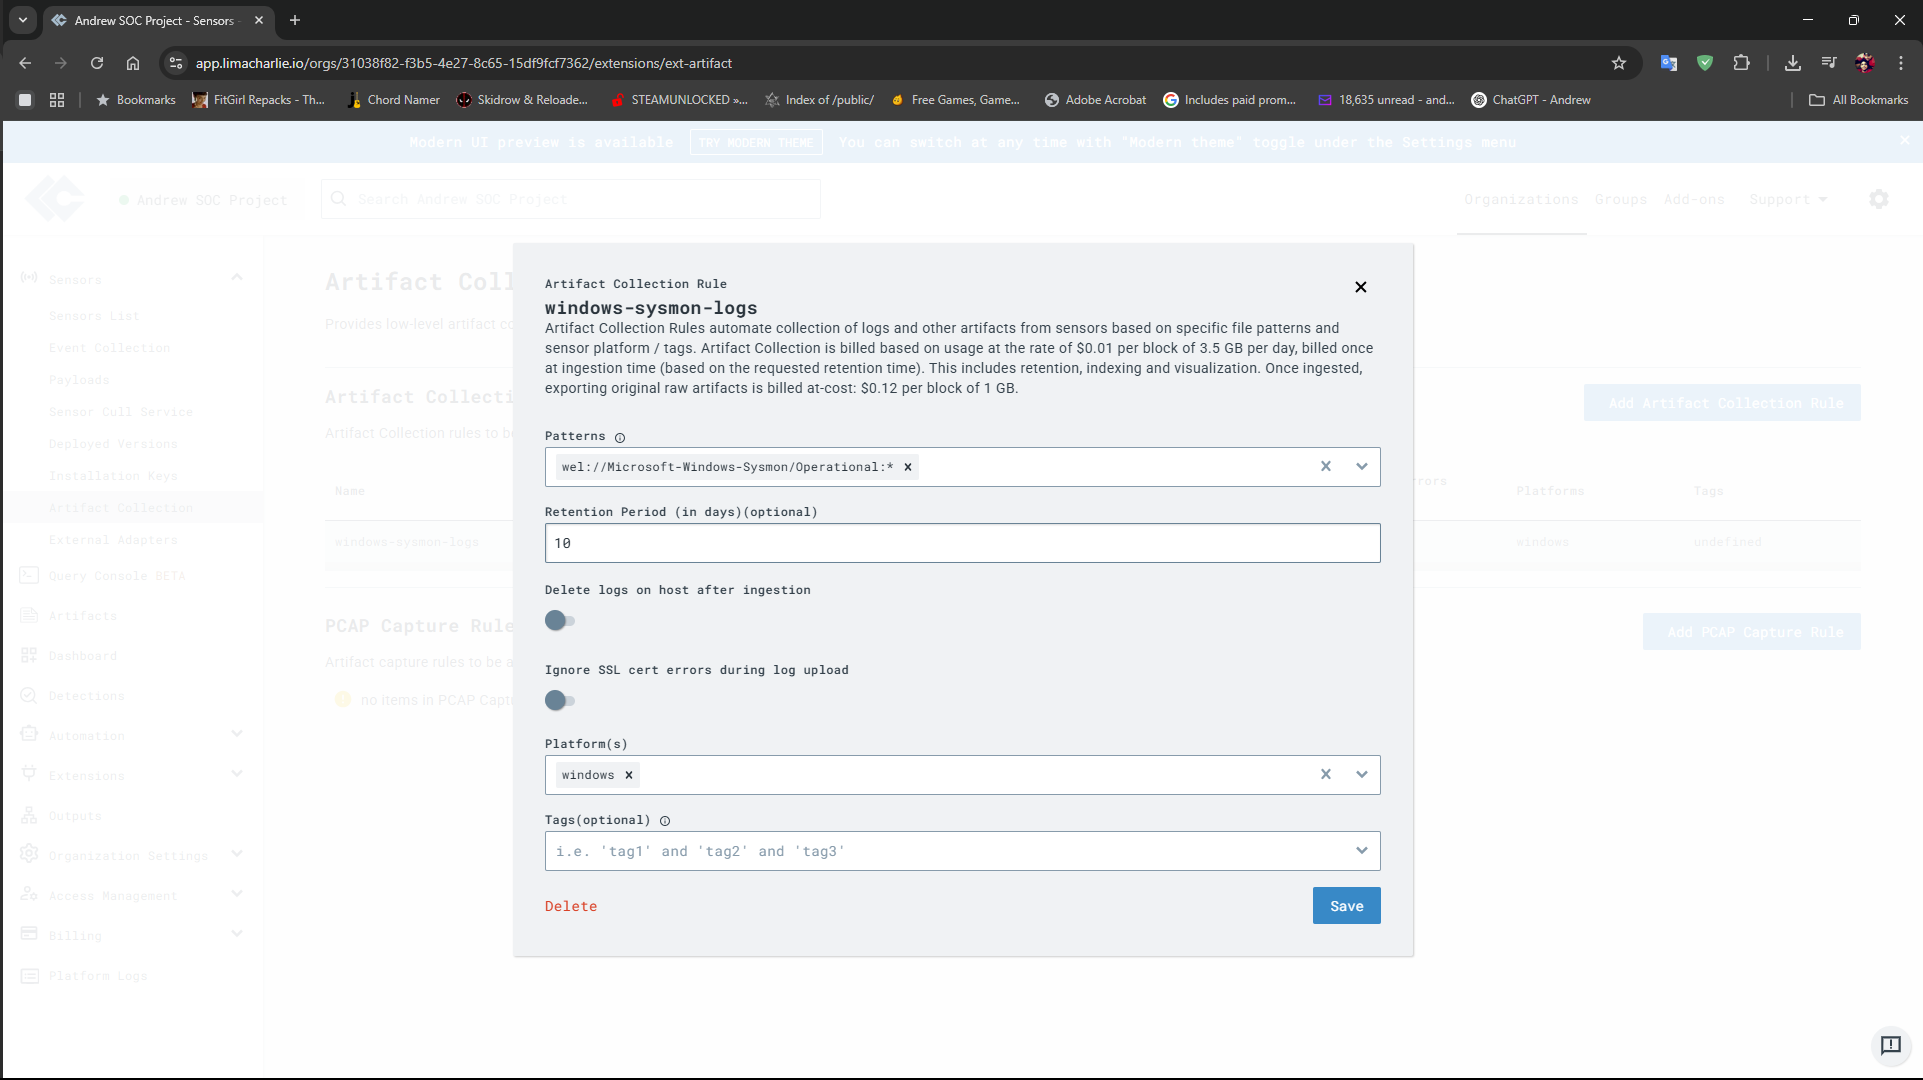 Andrew SOC Project - Sensors -
app.limacharlie.io/orgs/31038f82-f3b5-4e27-8c65-15df9fcf7362/extensions/ext-artifact
Bookmarks
FitGirl Repacks - Th...
Chord Namer
Skidrow & Reloade...
STEAMUNLOCKED »...
Index of /public/
Free Games, Game...
Adobe Acrobat
Includes paid prom...
18,635 unread - and...
ChatGPT - Andrew
All Bookmarks
Modern UI preview is available
TRY MODERN THEME
You can switch at any time with "Modern theme" toggle under the Settings menu
Andrew SOC Project
Search Andrew SOC Project
Organizations
Groups
Add-ons
Support
Sensors
Sensors List
Event Collection
Payloads
Sensor Cull Service
Deployed Versions
Installation Keys
Artifact Collection
External Adapters
Query Console BETA
Artifacts
Dashboard
Detections
Automation
Extensions
Outputs
Organization Settings
Access Management
Billing
Platform Logs
Artifact Coll
Provides low-level artifact co
Artifact Collecti
Add Artifact Collection Rule
Artifact Collection rules to be
Name
rrors
Platforms
Tags
windows-sysmon-logs
windows
undefined
PCAP Capture Rule
Add PCAP Capture Rule
Artifact capture rules to be a
no items in PCAP Capt
Artifact Collection Rule
windows-sysmon-logs
Artifact Collection Rules automate collection of logs and other artifacts from sensors based on specific file patterns and
sensor platform / tags. Artifact Collection is billed based on usage at the rate of $0.01 per block of 3.5 GB per day, billed once
at ingestion time (based on the requested retention time). This includes retention, indexing and visualization. Once ingested,
exporting original raw artifacts is billed at-cost: $0.12 per block of 1 GB.
Patterns
wel://Microsoft-Windows-Sysmon/Operational:*
Retention Period (in days)(optional)
10
Delete logs on host after ingestion
Ignore SSL cert errors during log upload
Platform(s)
windows
Tags(optional)
i.e. 'tag1' and 'tag2' and 'tag3'
Delete
Save